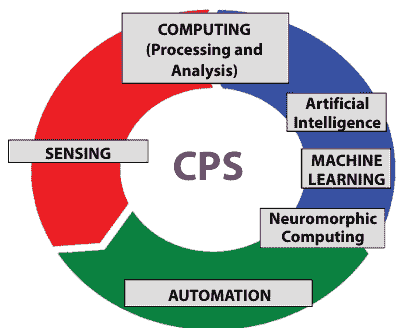 COMPUTING
(Processing and
Analysis)
Artificial
Intelligence
SENSING
CPS
MACHINE
LEARNING
Neuromorphic
Computing
AUTOMATION